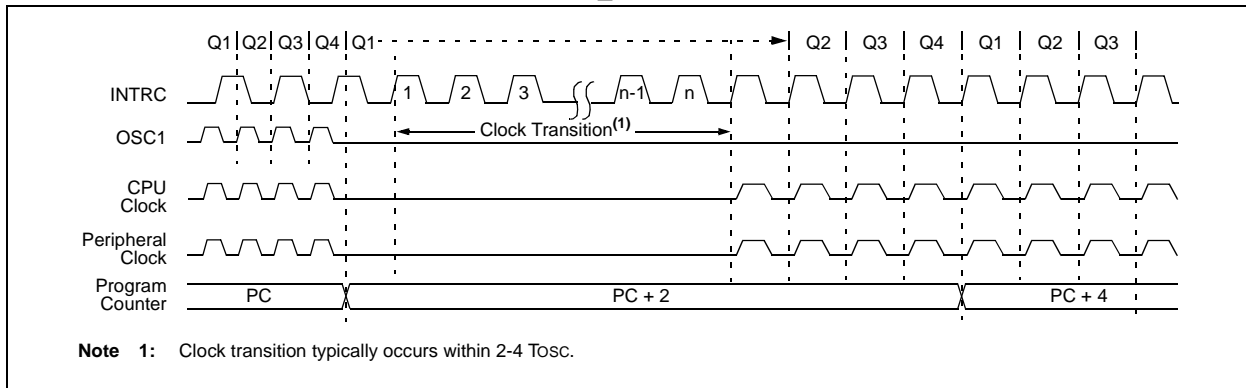 Q1 Q2 Q3 Q4 Q1 Q2 Q3 Q4 Q1 Q2 Q3
INTRC 1 2 3 n-1 n
Clock Transition(1)
OSC1
CPU
Clock
Peripheral
Clock
Program
Counter
PC PC + 2 PC + 4
Note 1: Clock transition typically occurs within 2-4 TOSC.